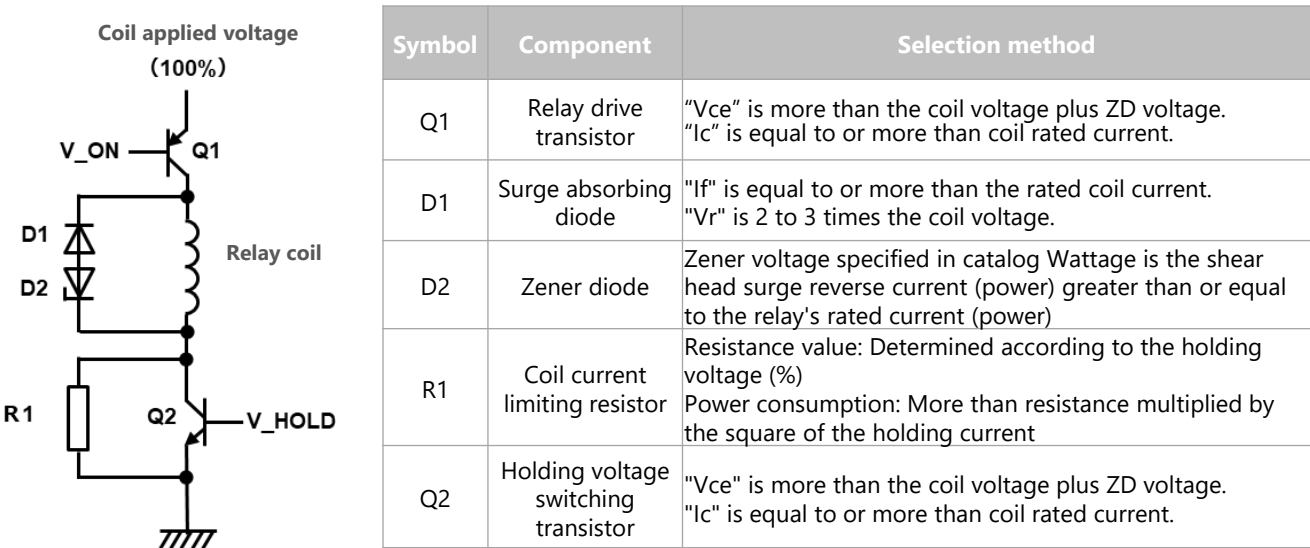 Coil applied voltage
(100%)
V_ON
Q1
D1
D2
Relay coil
R1
Q2
V_HOLD
Symbol Component Selection method
Q1
Relay drive
transistor
“Vce” is more than the coil voltage plus ZD voltage.
“Ic” is equal to or more than coil rated current.
D1
Surge absorbing
diode
"If" is equal to or more than the rated coil current.
"Vr" is 2 to 3 times the coil voltage.
D2
Zener diode
Zener voltage specified in catalog Wattage is the shear
head surge reverse current (power) greater than or equal
to the relay's rated current (power)
R1
Coil current
limiting resistor
Resistance value: Determined according to the holding
voltage (%)
Power consumption: More than resistance multiplied by
the square of the holding current
Q2
Holding voltage
switching
transistor
"Vce" is more than the coil voltage plus ZD voltage.
"Ic" is equal to or more than coil rated current.